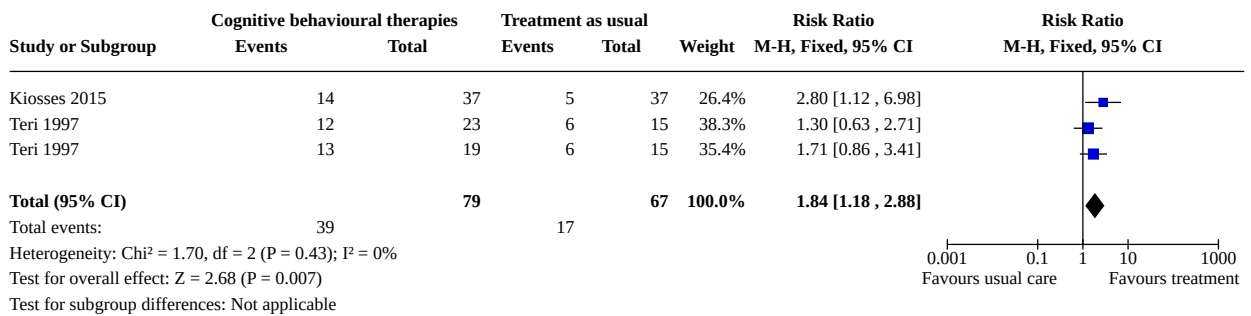 Cognitive behavioural therapies Treatment as usual Risk Ratio Risk Ratio
Study or Subgroup Events Total Events Total Weight M-H, Fixed, 95% CI M-H, Fixed, 95% CI
Kiosses 2015 14 37 5 37 26.4% 2.80 [1.12 , 6.98]
Teri 1997 12 23 6 15 38.3% 1.30 [0.63 , 2.71]
Teri 1997 13 19 6 15 35.4% 1.71 [0.86 , 3.41]
Total (95% CI) 79 67 100.0% 1.84 [1.18 , 2.88]
Total events: 39 17
Heterogeneity: Chi² = 1.70, df = 2 (P = 0.43); I² = 0%
0.001 0.1 1 10 1000
Test for overall effect: Z = 2.68 (P = 0.007) Favours usual care Favours treatment
Test for subgroup differences: Not applicable